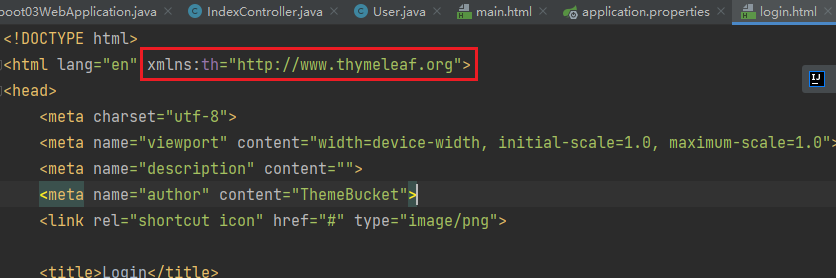 boot03WebApplication.java IndexController.java User.java main.html application.properties login.html
<!DOCTYPE html>
<html lang="en" xmlns:th="http://www.thymeleaf.org">
<head>
<meta charset="utf-8">
<meta name="viewport" content="width=device-width, initial-scale=1.0, maximum-scale=1.0">
<meta name="description" content="">
<meta name="author" content="ThemeBucket">
<link rel="shortcut icon" href="#" type="image/png">
<title>Login</title>